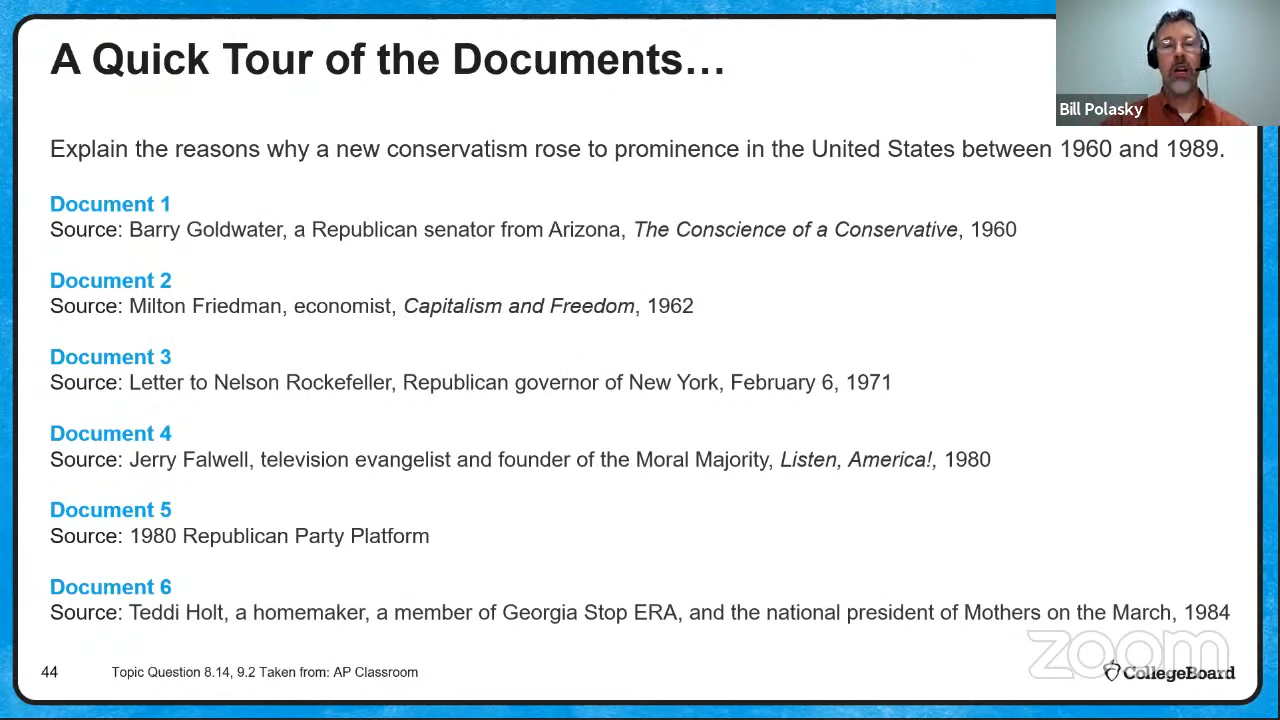 A Quick Tour of the Documents…
Bill Polasky
Explain the reasons why a new conservatism rose to prominence in the United States between 1960 and 1989.
Document 1
Source: Barry Goldwater, a Republican senator from Arizona, The Conscience of a Conservative, 1960
Document 2
Source: Milton Friedman, economist, Capitalism and Freedom, 1962
Document 3
Source: Letter to Nelson Rockefeller, Republican governor of New York, February 6, 1971
Document 4
Source: Jerry Falwell, television evangelist and founder of the Moral Majority, Listen, America!, 1980
Document 5
Source: 1980 Republican Party Platform
Document 6
Source: Teddi Holt, a homemaker, a member of Georgia Stop ERA, and the national president of Mothers on the March, 1984
zoom
44 Topic Question 8.14, 9.2 Taken from: AP Classroom
CollegeBoard